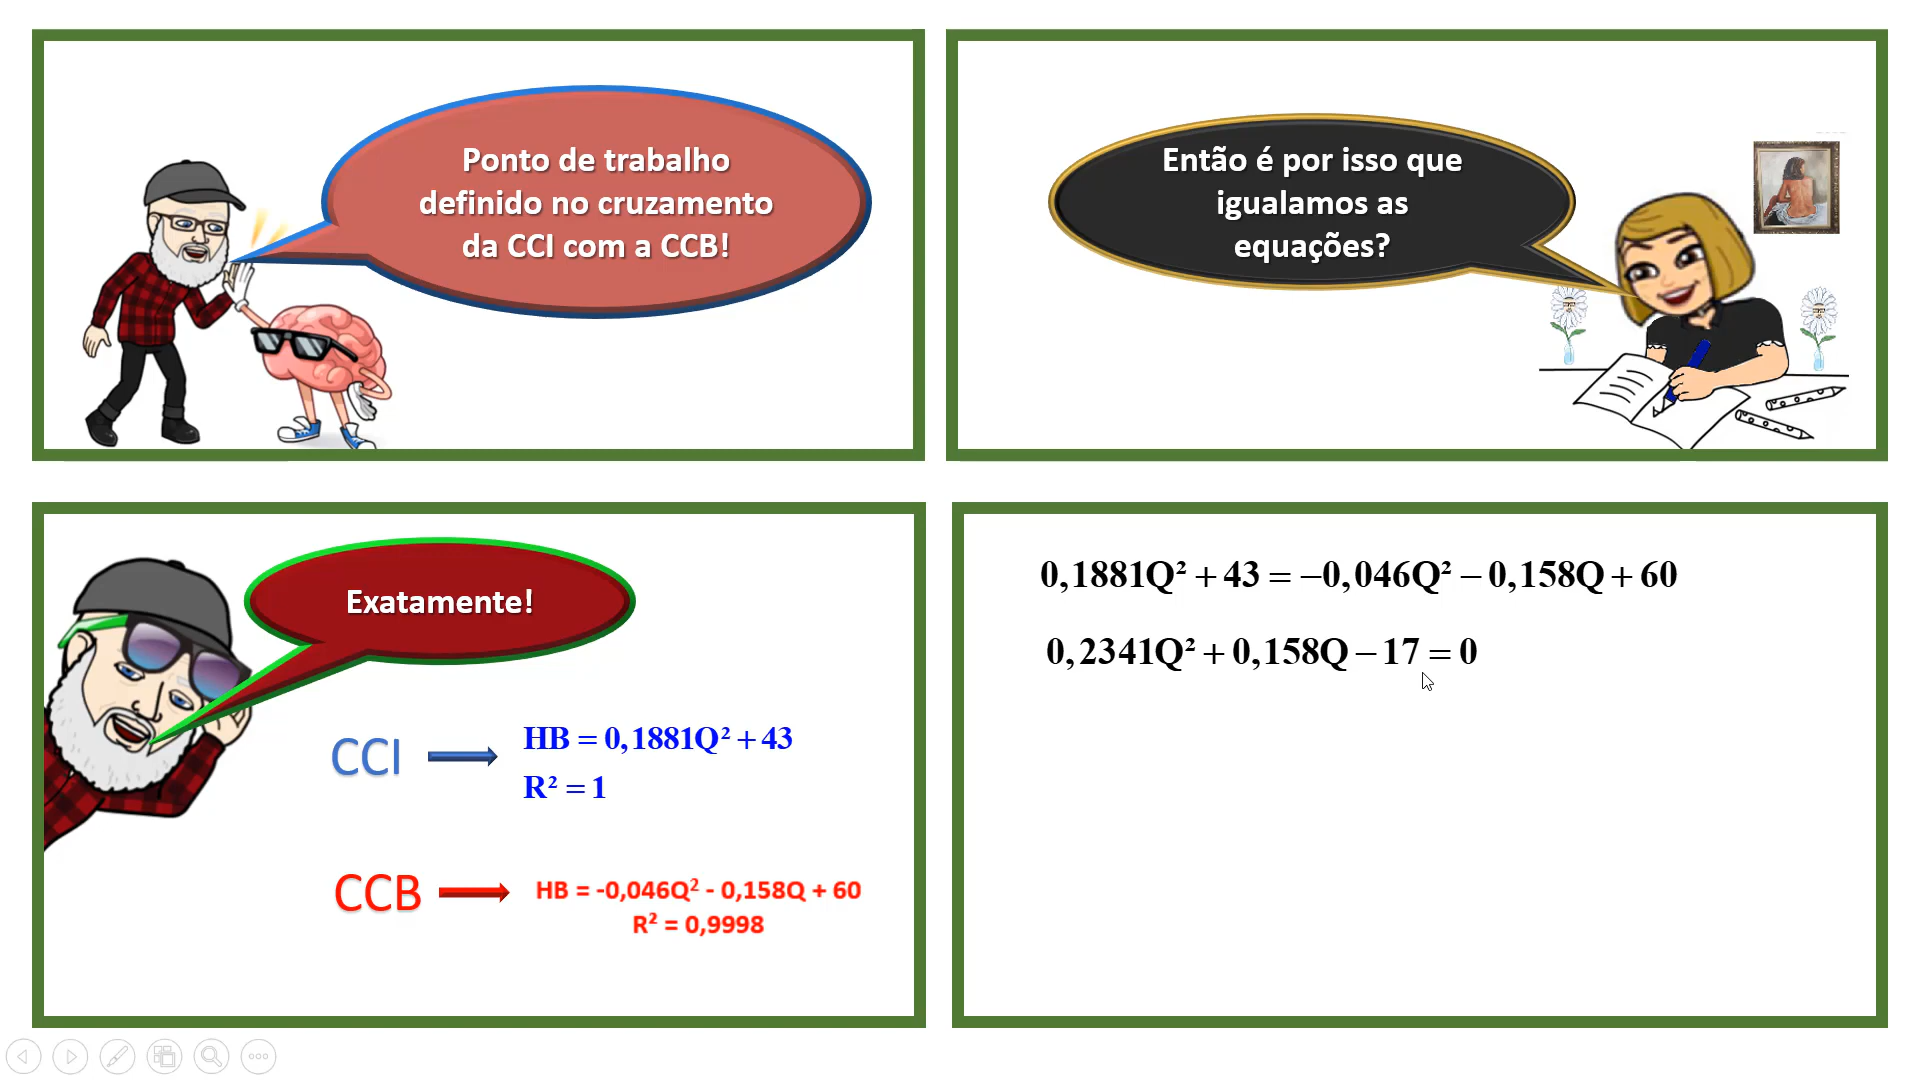 Ponto de trabalho
definido no cruzamento
da CCI com a CCB!
Então é por isso que
igualamos as
equações?
Exatamente!
CCI
HB = 0,1881Q² + 43
R² = 1
CCB
HB = -0,046Q² - 0,158Q + 60
R² = 0,9998
0,1881Q² + 43 = −0,046Q² − 0,158Q + 60
0,2341Q² + 0,158Q − 17 = 0